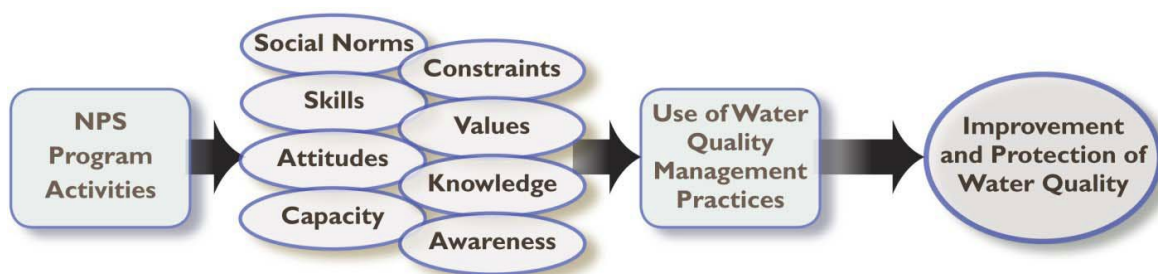 NPS
Program
Activities
Social Norms
Skills
Attitudes
Capacity
Constraints
Values
Knowledge
Awareness
Use of Water
Quality
Management
Practices
Improvement
and Protection of
Water Quality